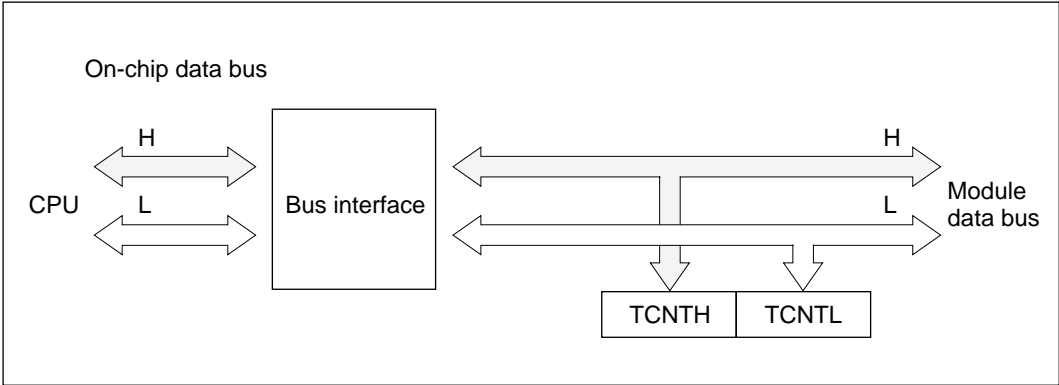 On-chip data bus
H
H
CPU
L
Bus interface
L
Module
data bus
TCNTH
TCNTL